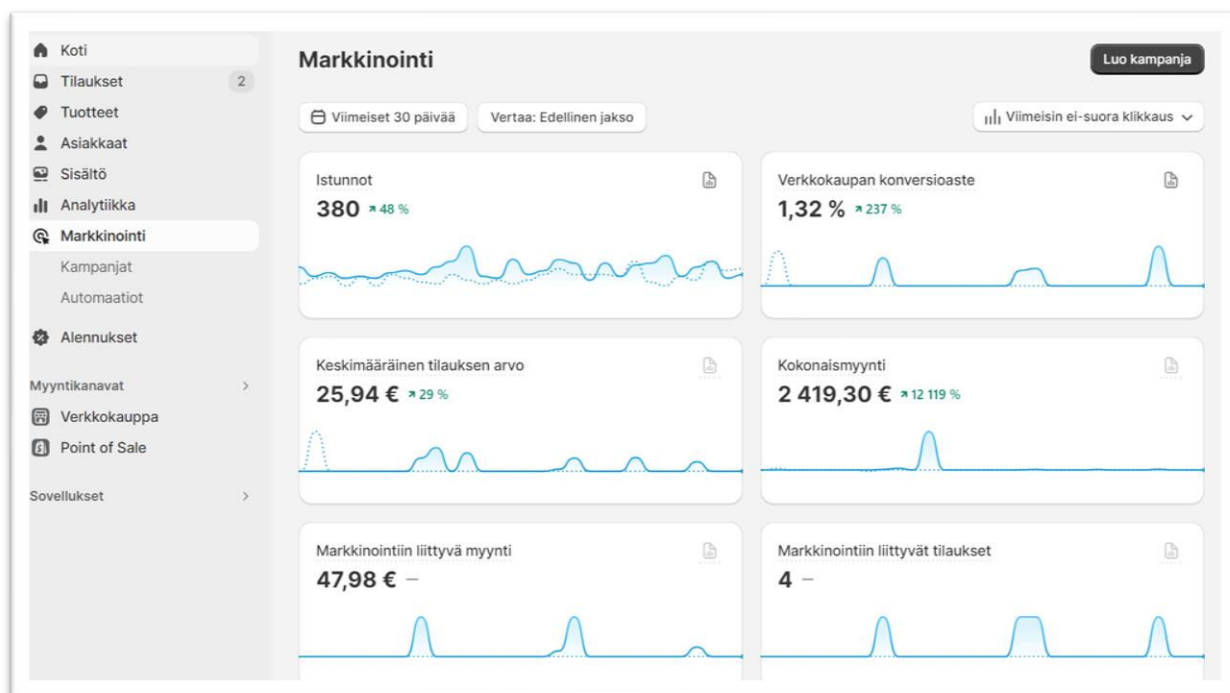 Koti
Tilaukset 2
Tuotteet
Asiakkaat
Sisältö
Analytiikka
Markkinointi
Kampanjat
Automaatiot
Alennukset
Myyntikanavat
Verkkokauppa
Point of Sale
Sovellukset
Markkinointi
Luo kampanja
Viimeiset 30 päivää
Vertaa: Edellinen jakso
Viimeisin ei-suora klikkaus
Istunnot
380 48 %
Verkkokaupan konversioaste
1,32 % 237 %
Keskimääräinen tilauksen arvo
25,94 € 29 %
Kokonaismyynti
2 419,30 € 12 119 %
Markkinointiin liittyvä myynti
47,98 € —
Markkinointiin liittyvät tilaukset
4 —